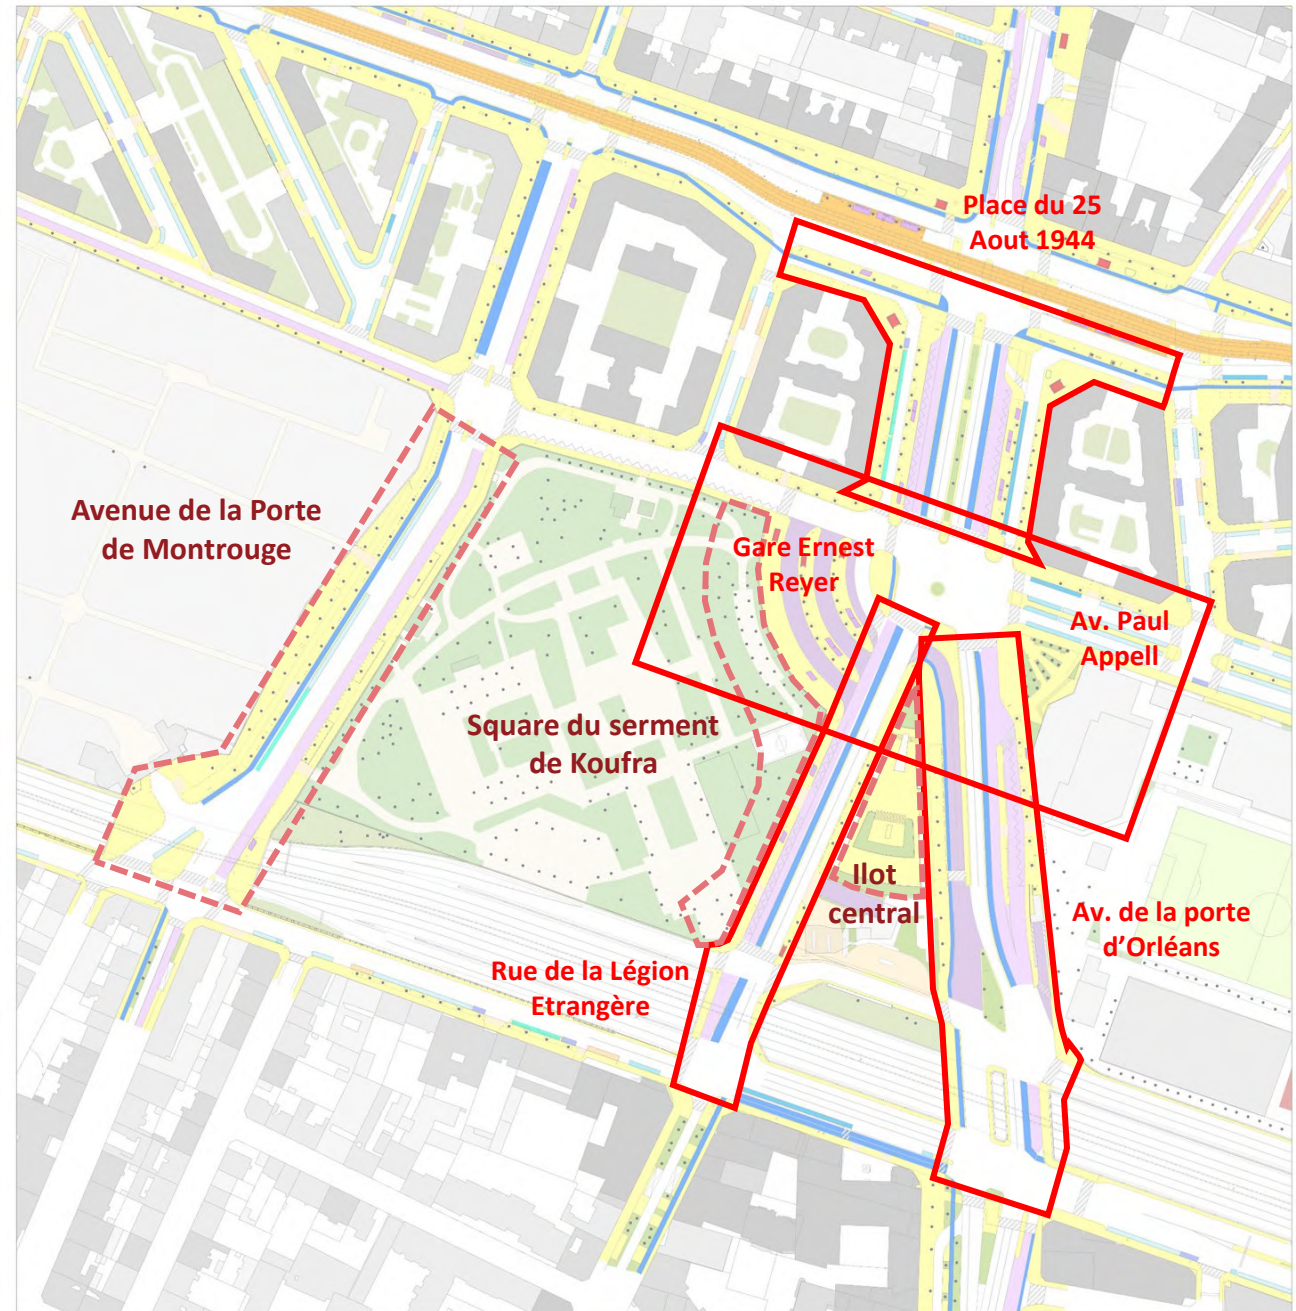 Place du 25
Aout 1944
Avenue de la Porte
de Montrouge
Gare Ernest
Reyer
Av. Paul
Appell
Square du serment
de Koufra
Ilot
central
Av. de la porte
d’Orléans
Rue de la Légion
Etrangère